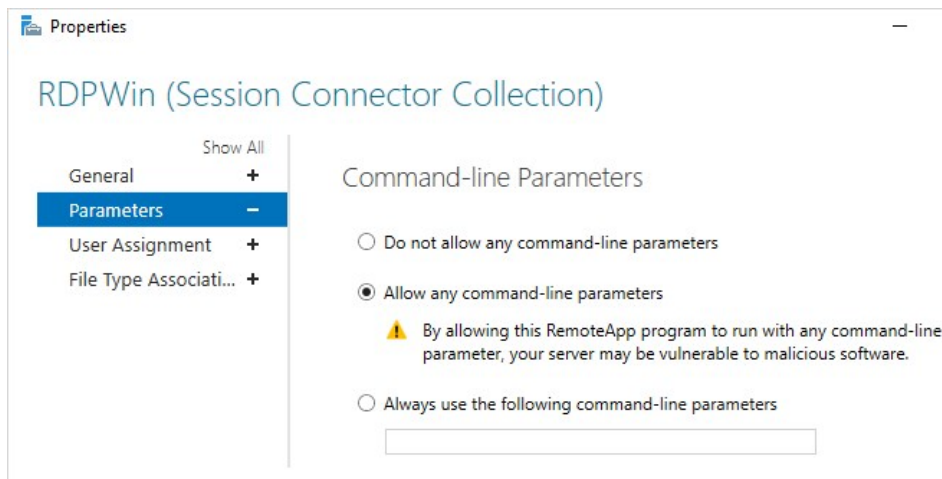 Properties
RDPWin (Session Connector Collection)
Show All
General +
Parameters –
User Assignment +
File Type Associati... +
Command-line Parameters
Do not allow any command-line parameters
Allow any command-line parameters
By allowing this RemoteApp program to run with any command-line
parameter, your server may be vulnerable to malicious software.
Always use the following command-line parameters